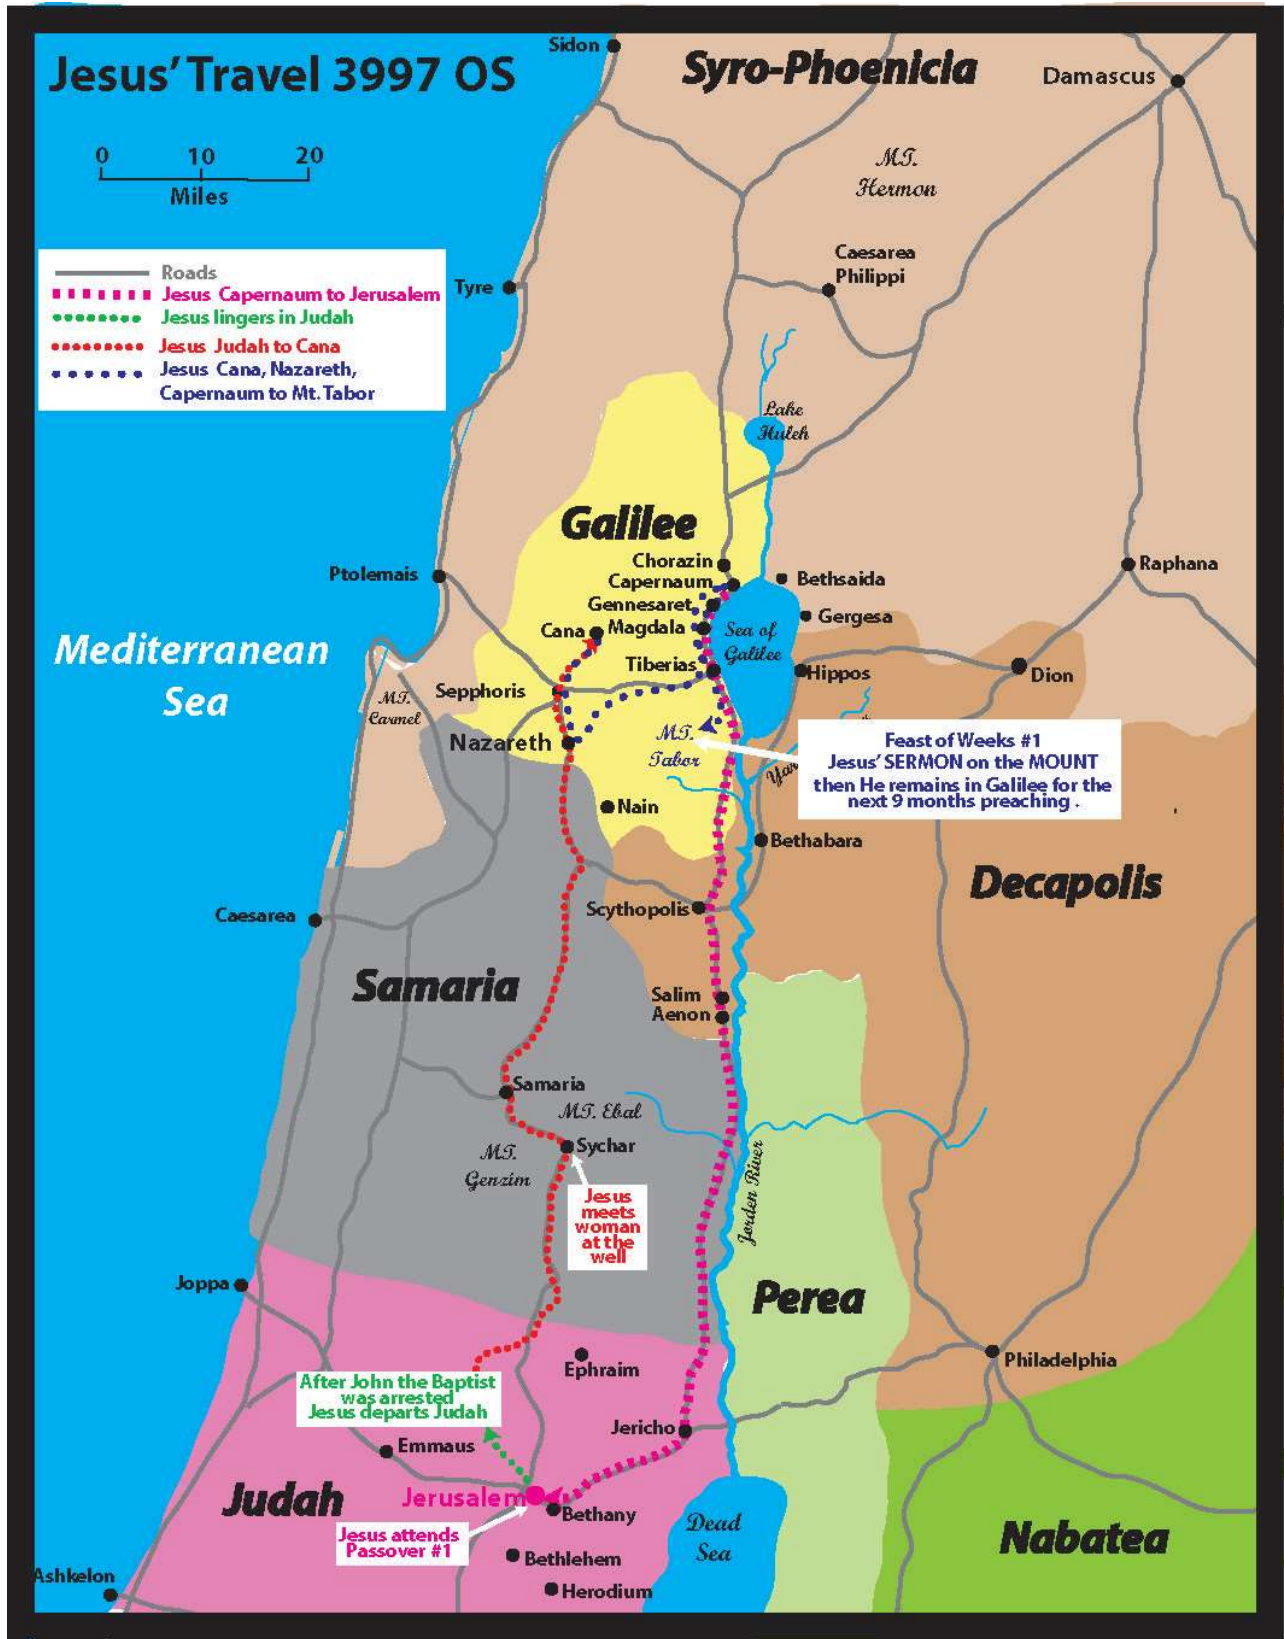 Jesus' Travel 3997 OS
0 10 20
Miles
Roads
Jesus Capernaum to Jerusalem
Jesus lingers in Judah
Jesus Judah to Cana
Jesus Cana, Nazareth,
Capernaum to Mt. Tabor
Sidon
Syro-Phoenicia
Damascus
MT.
Hermon
Caesarea
Philippi
Tyre
Lake
Huleh
Galilee
Chorazin
Capernaum
Bethsaida
Raphana
Ptolemais
Gennesaret
Gergesa
Cana
Magdala
Sea of
Galilee
Mediterranean
Sea
Tiberias
Hippos
Dion
Sepphoris
MT.
Carmel
Nazareth
MT.
Tabor
Feast of Weeks #1
Jesus' SERMON on the MOUNT
then He remains in Galilee for the
next 9 months preaching .
Nain
Bethabara
Decapolis
Scythopolis
Caesarea
Samaria
Salim
Aenon
Samaria
MT. Ebal
Sychar
MT.
Genzim
Jorden River
Jesus
meets
woman
at the
well
Joppa
Perea
Ephraim
Philadelphia
After John the Baptist
was arrested
Jesus departs Judah
Jericho
Emmaus
Judah
Jerusalem
Bethany
Dead
Sea
Jesus attends
Passover #1
Nabatea
Bethlehem
Herodium
Ashkelon